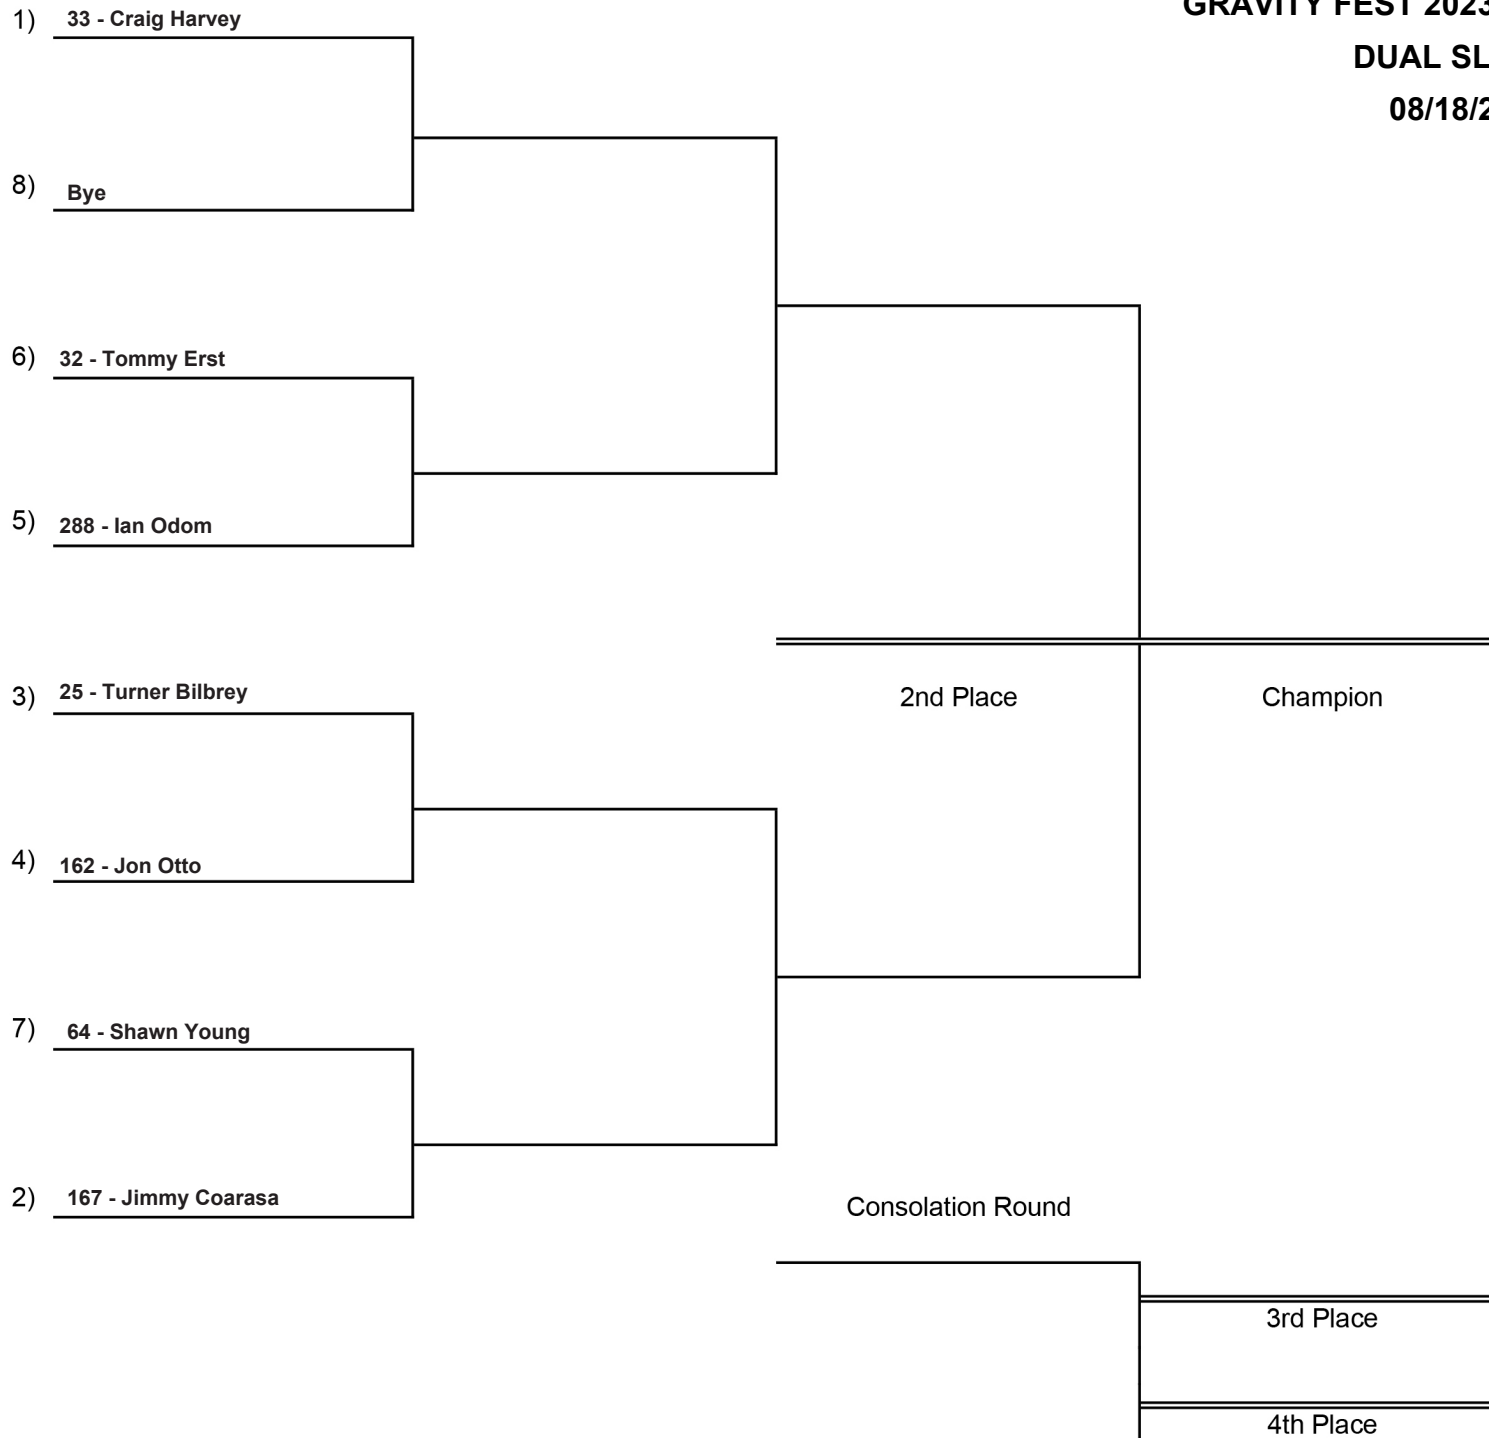 GRAVITY FEST 2023
DUAL SL
08/18/2
1) 33 - Craig Harvey
8) Bye
6) 32 - Tommy Erst
5) 288 - Ian Odom
3) 25 - Turner Bilbrey
2nd Place
Champion
4) 162 - Jon Otto
7) 64 - Shawn Young
2) 167 - Jimmy Coarasa
Consolation Round
3rd Place
4th Place